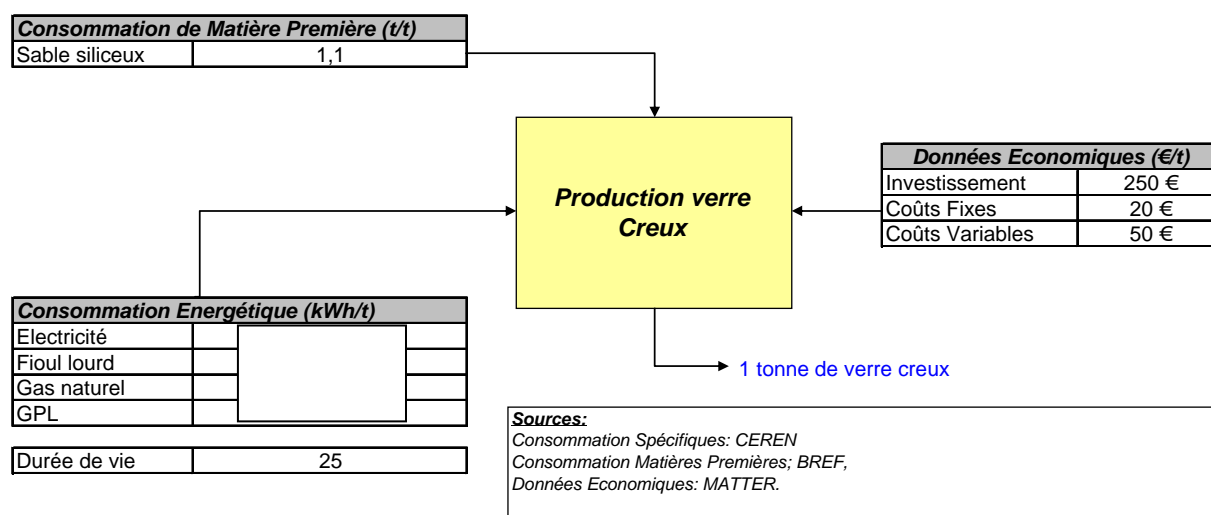 Consommation de Matière Première (t/t)
Sable siliceux 1,1
Production verre
Creux
Données Economiques (€/t)
Investissement 250 €
Coûts Fixes 20 €
Coûts Variables 50 €
Consommation Energétique (kWh/t)
Electricité
Fioul lourd
Gas naturel
GPL
1 tonne de verre creux
Durée de vie 25
Sources:
Consommation Spécifiques: CEREN
Consommation Matières Premières; BREF,
Données Economiques: MATTER.